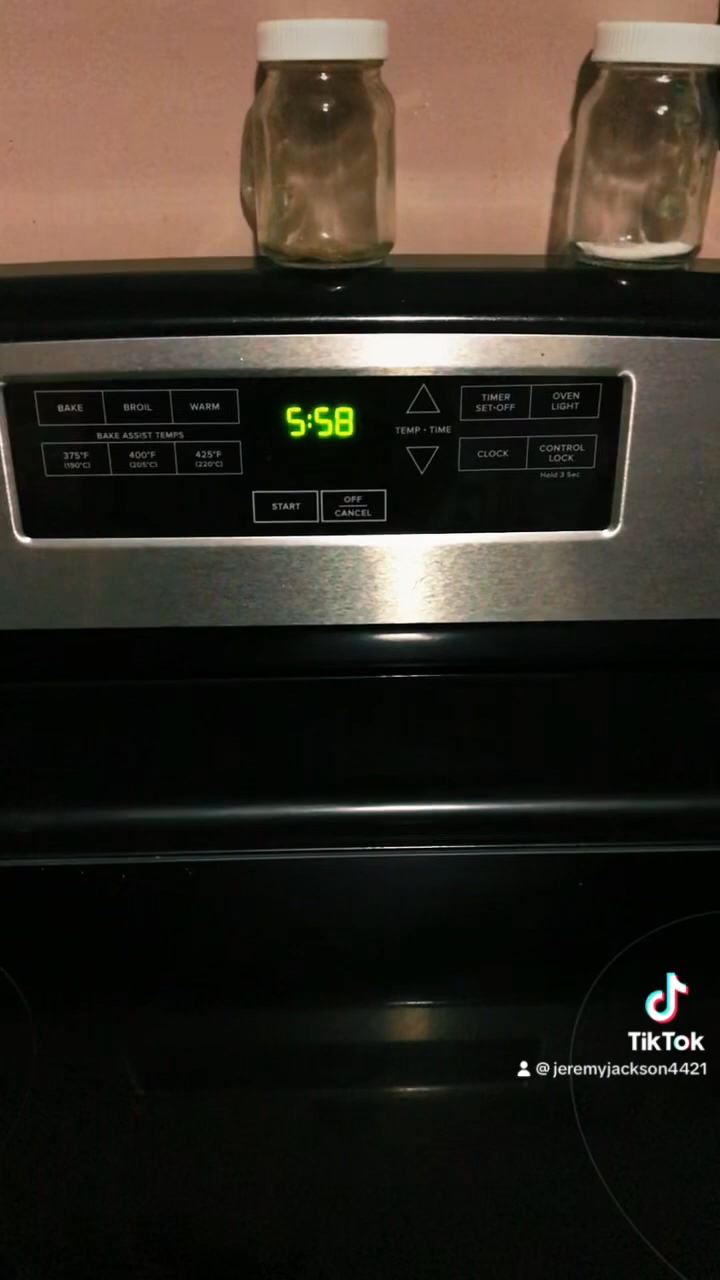 BAKE
BROIL
WARM
BAKE ASSIST TEMPS
375°F
(190°C)
400°F
(205°C)
425°F
(220°C)
5:58
START
OFF
CANCEL
TEMP • TIME
TIMER
SET•OFF
OVEN
LIGHT
CLOCK
CONTROL
LOCK
Hold 3 Sec
TikTok
@jeremyjackson4421